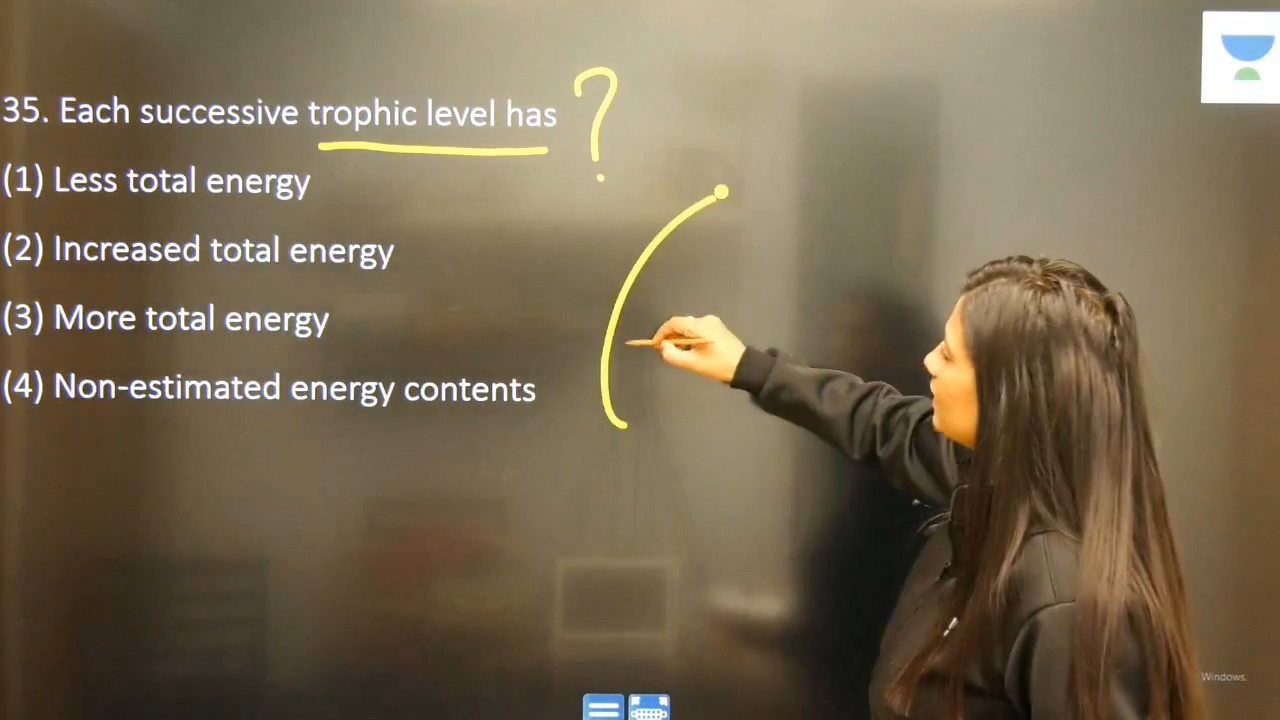 35. Each successive trophic level has ?
(1) Less total energy
(2) Increased total energy
(3) More total energy
(4) Non-estimated energy contents
Windows.